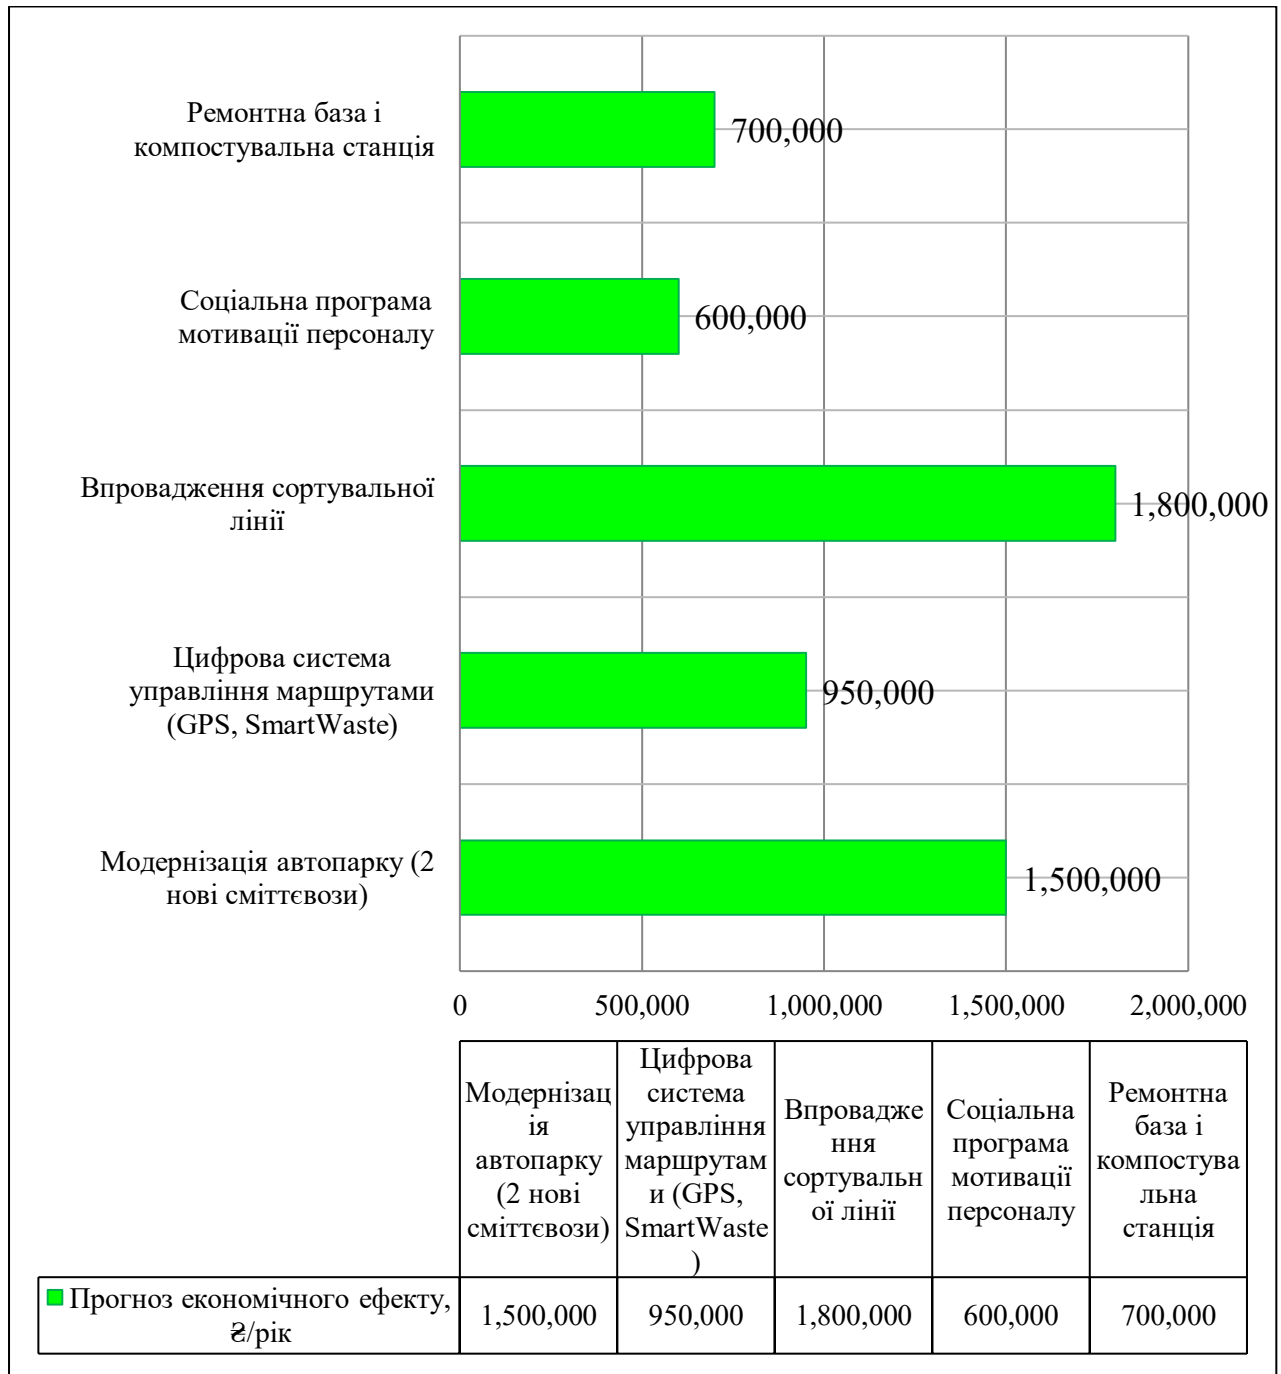 Ремонтна база і
компостувальна станція
700,000
Соціальна програма
мотивації персоналу
600,000
Впровадження сортувальної
лінії
1,800,000
Цифрова система
управління маршрутами
(GPS, SmartWaste)
950,000
Модернізація автопарку (2
нові сміттєвози)
1,500,000
0
500,000
1,000,000
1,500,000
2,000,000
Модернізац
ія
автопарку
(2 нові
сміттєвози)
Цифрова
система
управління
маршрутам
и (GPS,
SmartWaste
)
Впровадже
ння
сортувальн
ої лінії
Соціальна
програма
мотивації
персоналу
Ремонтна
база і
компостува
льна
станція
Прогноз економічного ефекту,
₴/рік
1,500,000
950,000
1,800,000
600,000
700,000